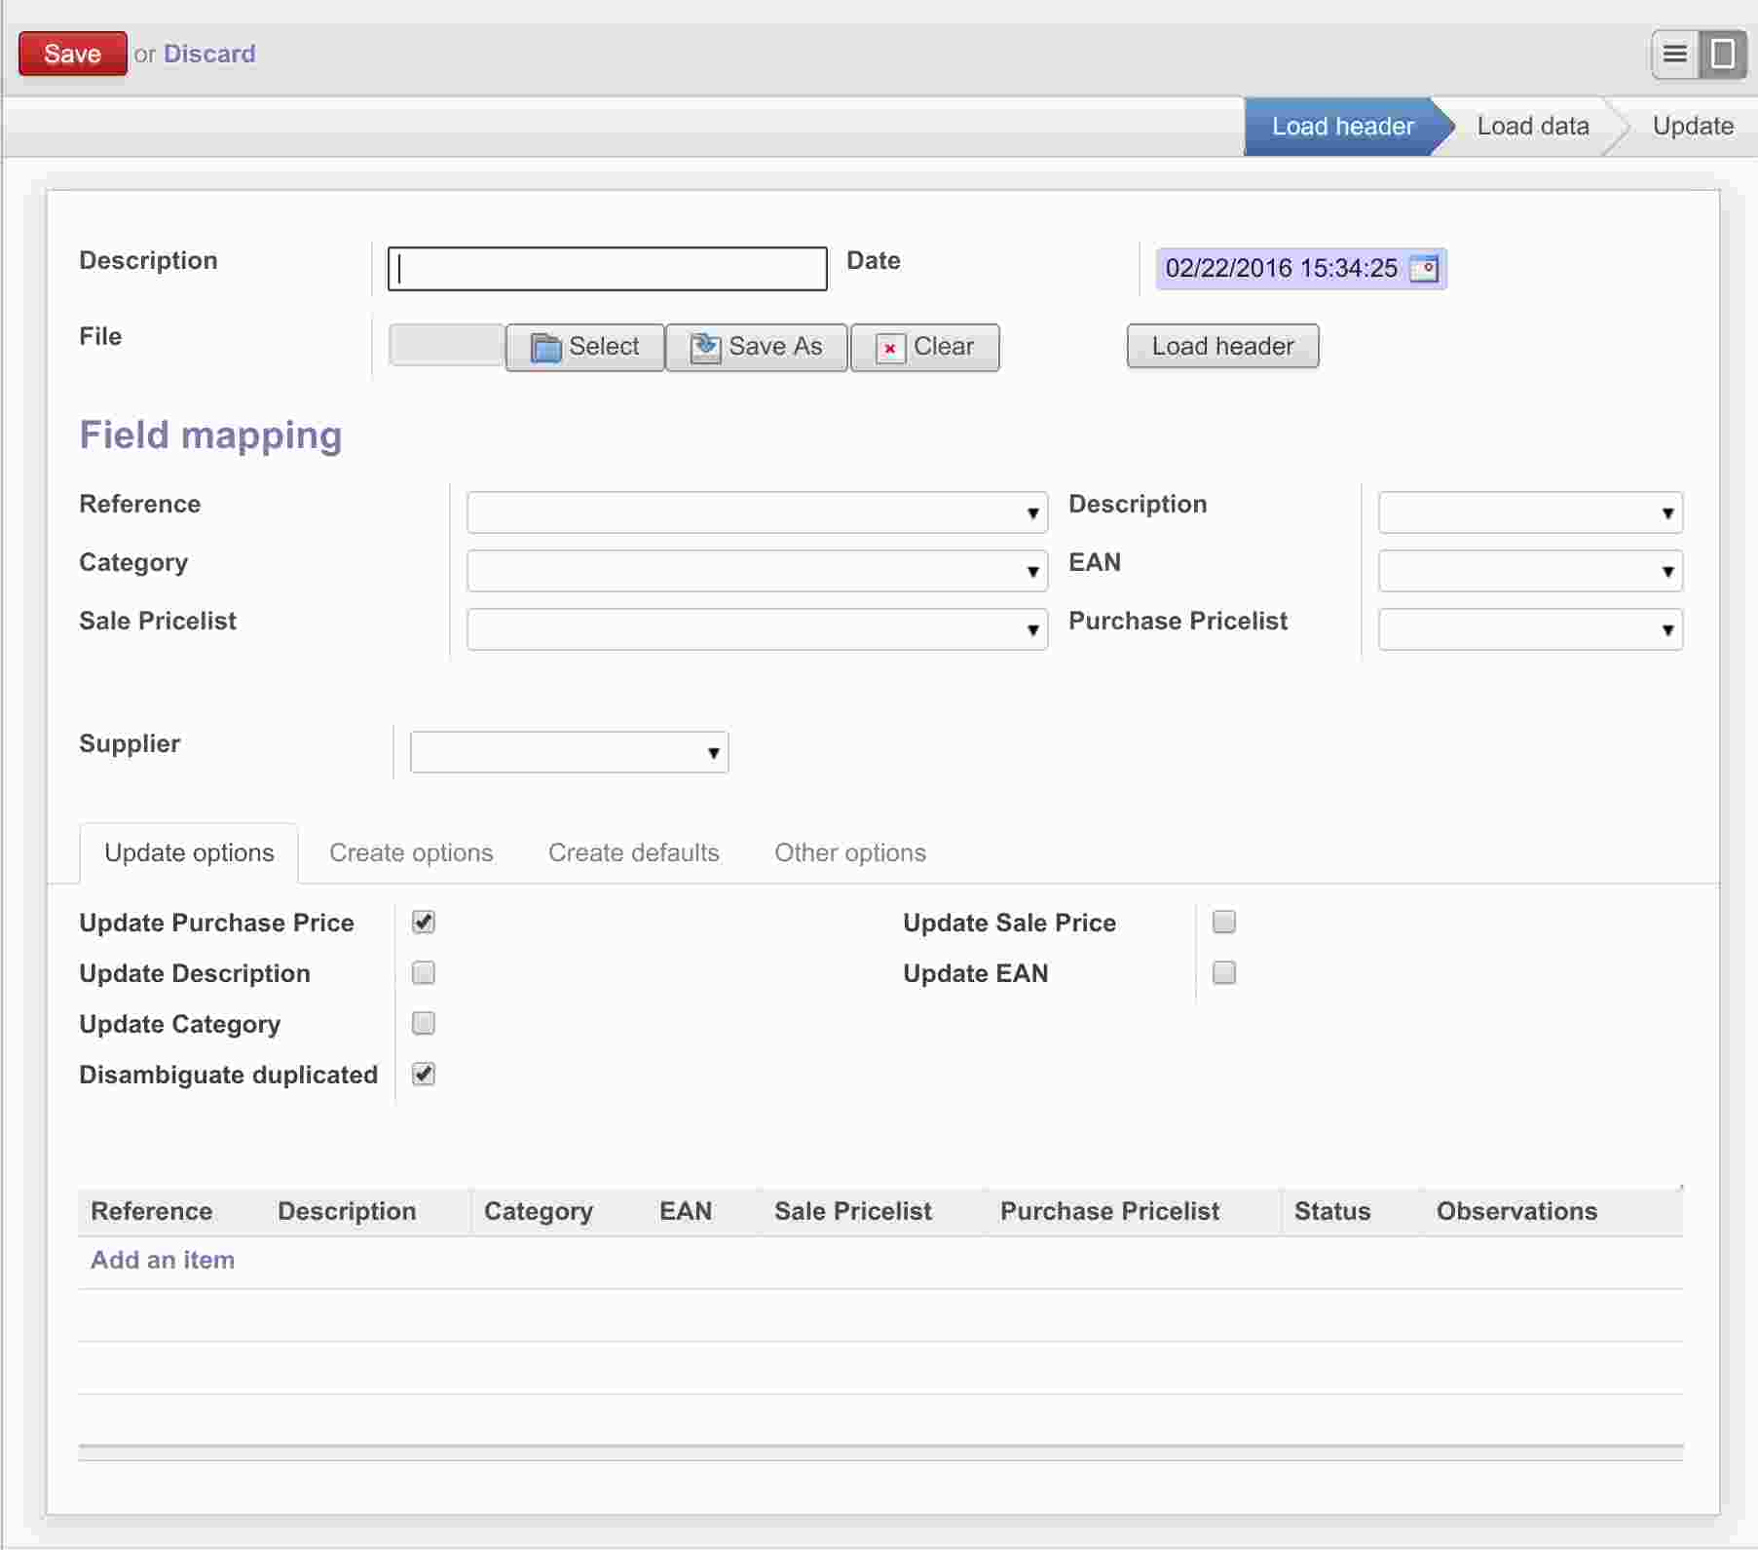 Save or Discard
Load header Load data Update
Description Date 02/22/2016 15:34:25
File Select Save As Clear Load header
Field mapping
Reference Description
Category EAN
Sale Pricelist Purchase Pricelist
Supplier
Update options Create options Create defaults Other options
Update Purchase Price Update Sale Price
Update Description Update EAN
Update Category
Disambiguate duplicated
Reference Description Category EAN Sale Pricelist Purchase Pricelist Status Observations
Add an item